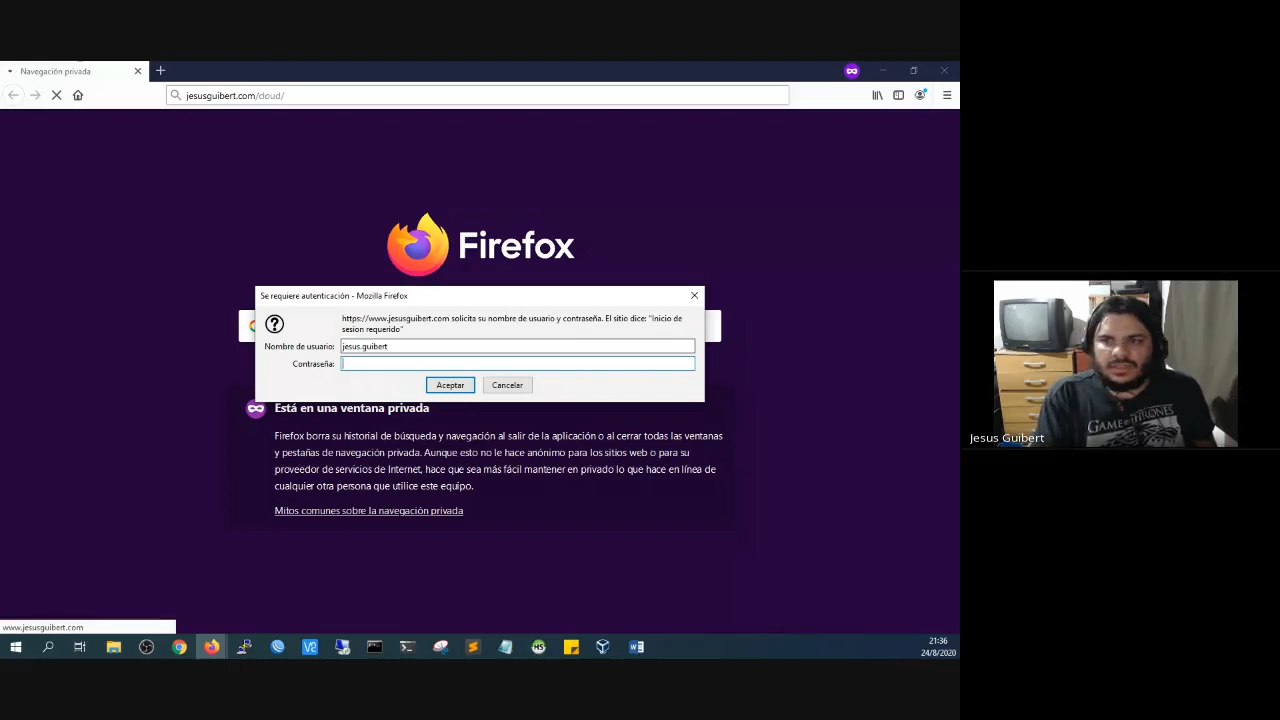 Navegación privada
jesusguibert.com/cloud/
Firefox
Se requiere autenticación - Mozilla Firefox
https://www.jesusguibert.com solicita su nombre de usuario y contraseña. El sitio dice: "Inicio de
sesion requerido"
Nombre de usuario: jesus.guibert
Contraseña:
Aceptar Cancelar
Está en una ventana privada
Firefox borra su historial de búsqueda y navegación al salir de la aplicación o al cerrar todas las ventanas
y pestañas de navegación privada. Aunque esto no le hace anónimo para los sitios web o para su
proveedor de servicios de Internet, hace que sea más fácil mantener en privado lo que hace en línea de
cualquier otra persona que utilice este equipo.
Mitos comunes sobre la navegación privada
www.jesusguibert.com
21:36
24/8/2020
GAME OF THRONES
Jesus Guibert